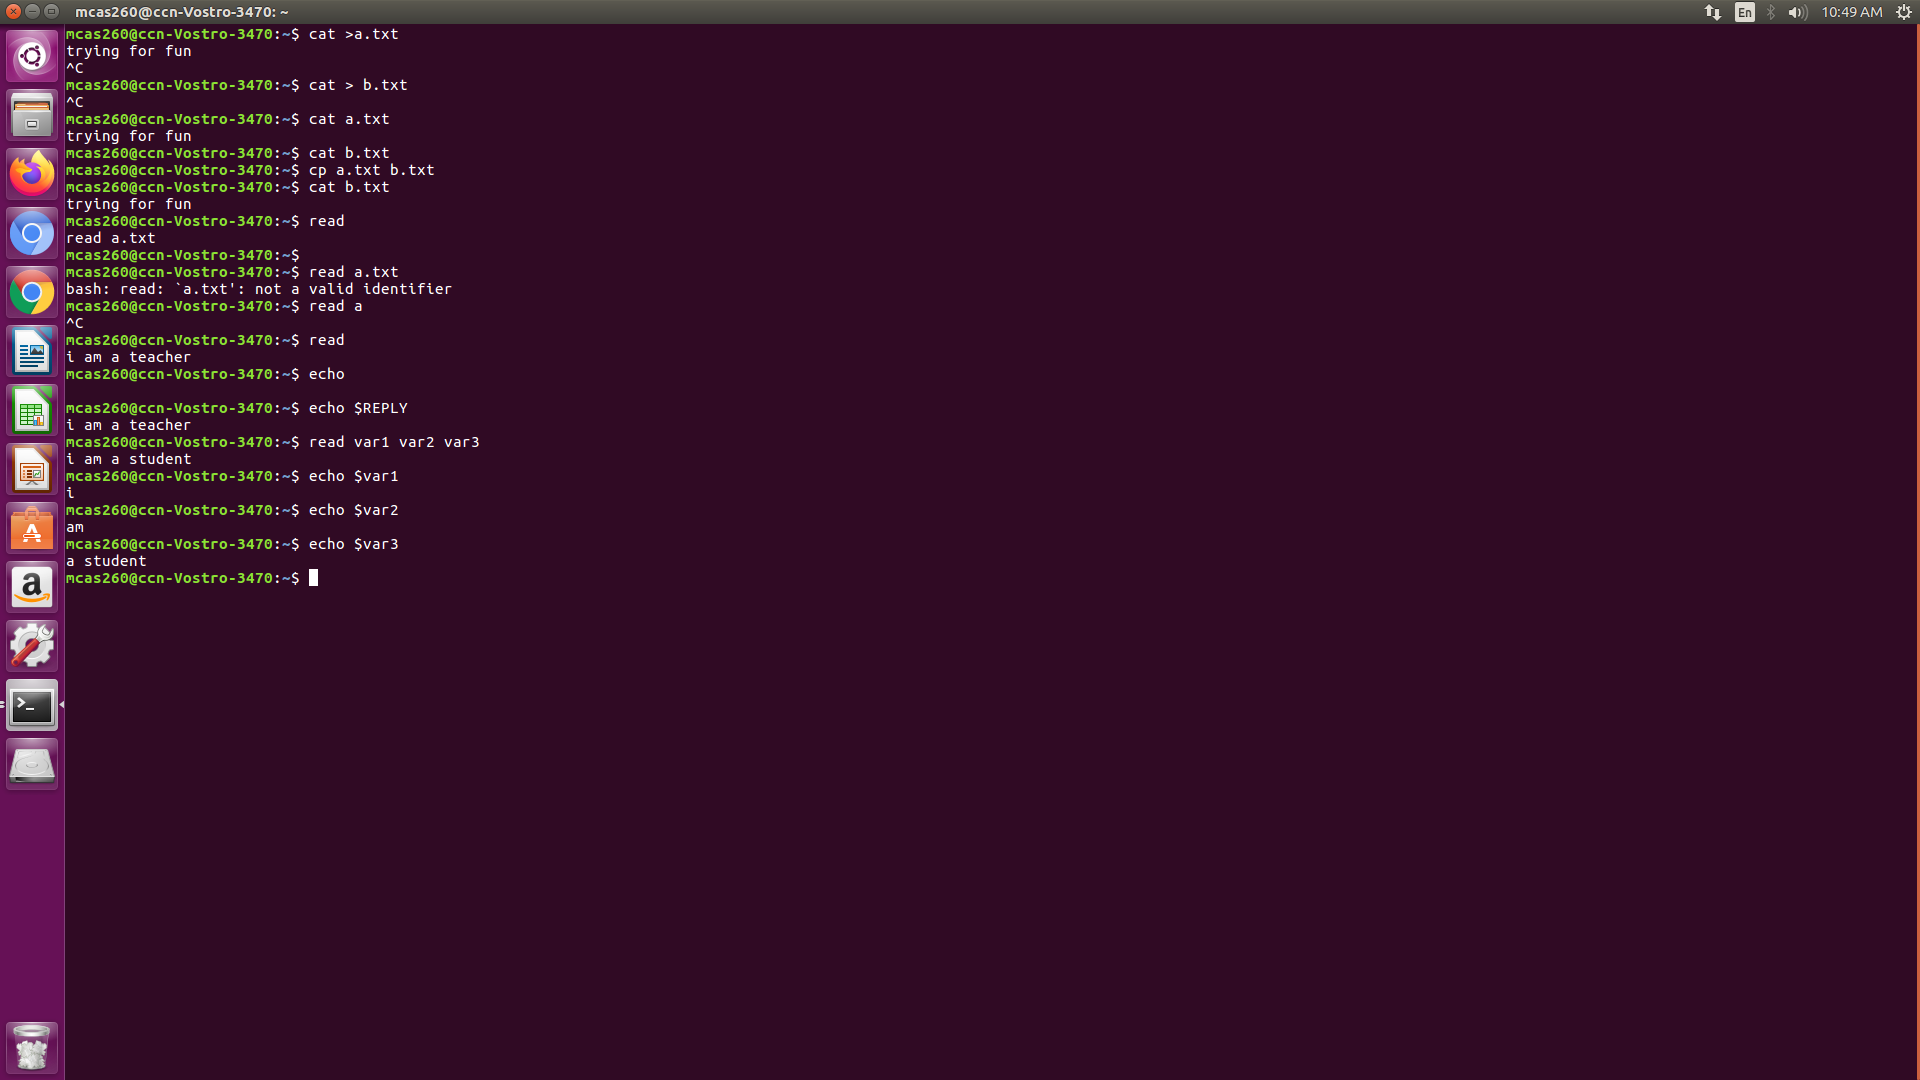 mcas260@ccn-Vostro-3470: ~
En
10:49 AM
mcas260@ccn-Vostro-3470:~$ cat >a.txt
trying for fun
^C
mcas260@ccn-Vostro-3470:~$ cat > b.txt
^C
mcas260@ccn-Vostro-3470:~$ cat a.txt
trying for fun
mcas260@ccn-Vostro-3470:~$ cat b.txt
mcas260@ccn-Vostro-3470:~$ cp a.txt b.txt
mcas260@ccn-Vostro-3470:~$ cat b.txt
trying for fun
mcas260@ccn-Vostro-3470:~$ read
read a.txt
mcas260@ccn-Vostro-3470:~$
mcas260@ccn-Vostro-3470:~$ read a.txt
bash: read: `a.txt': not a valid identifier
mcas260@ccn-Vostro-3470:~$ read a
^C
mcas260@ccn-Vostro-3470:~$ read
i am a teacher
mcas260@ccn-Vostro-3470:~$ echo

mcas260@ccn-Vostro-3470:~$ echo $REPLY
i am a teacher
mcas260@ccn-Vostro-3470:~$ read var1 var2 var3
i am a student
mcas260@ccn-Vostro-3470:~$ echo $var1
i
mcas260@ccn-Vostro-3470:~$ echo $var2
am
mcas260@ccn-Vostro-3470:~$ echo $var3
a student
mcas260@ccn-Vostro-3470:~$